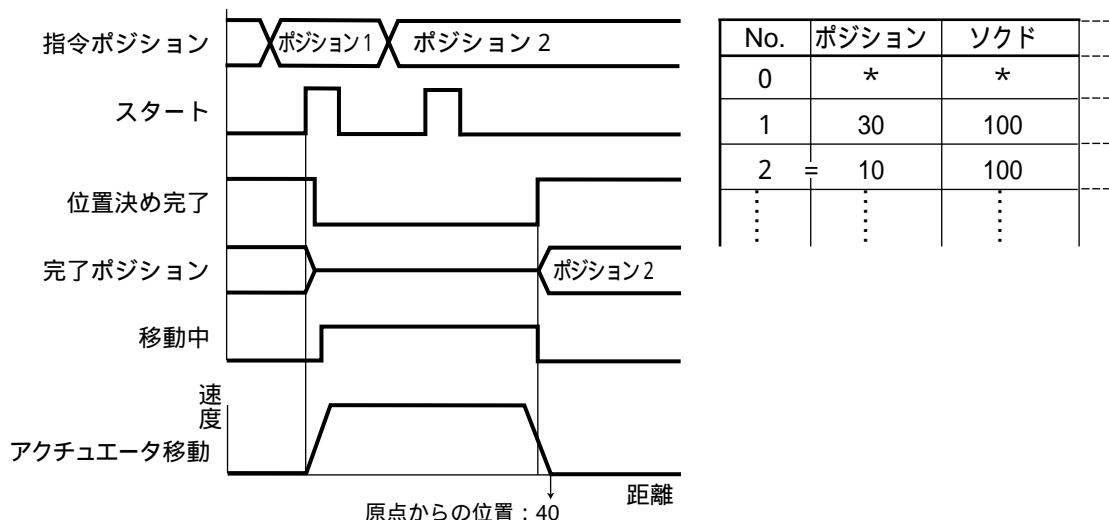 指令ポジション
ポジション1
ポジション2
スタート
位置決め完了
完了ポジション
ポジション2
移動中
速度
アクチュエータ移動
距離
原点からの位置:40
No. ポジション ソクド
0 * *
1 30 100
2 = 10 100